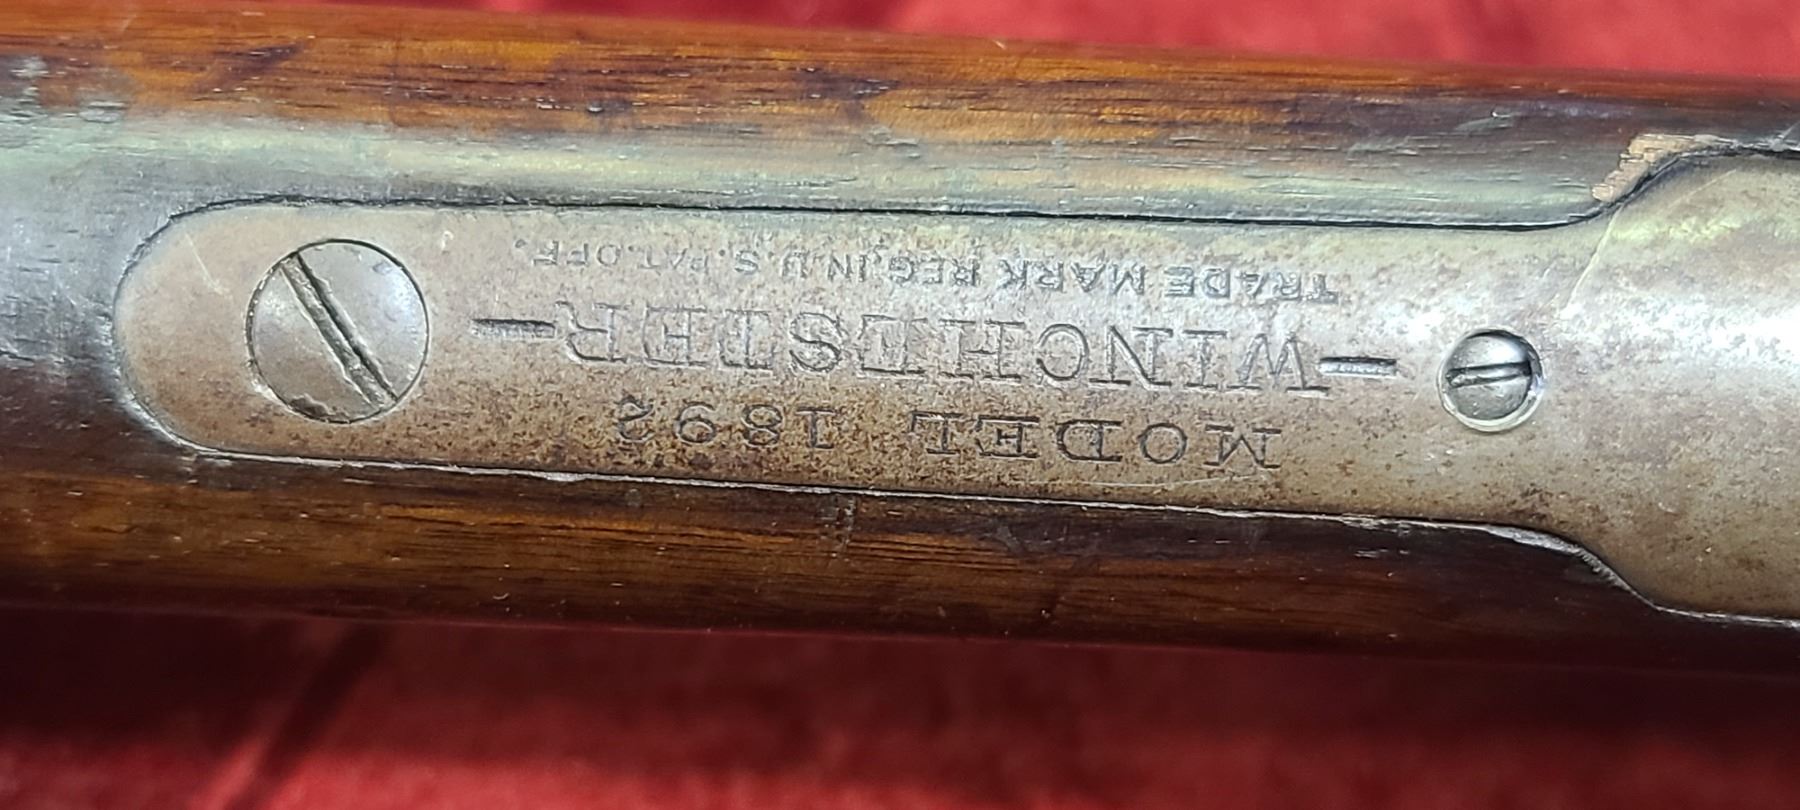 MODEL 1892
—WINCHESTER—
TRADE MARK REG. IN U.S. PAT. OFF.